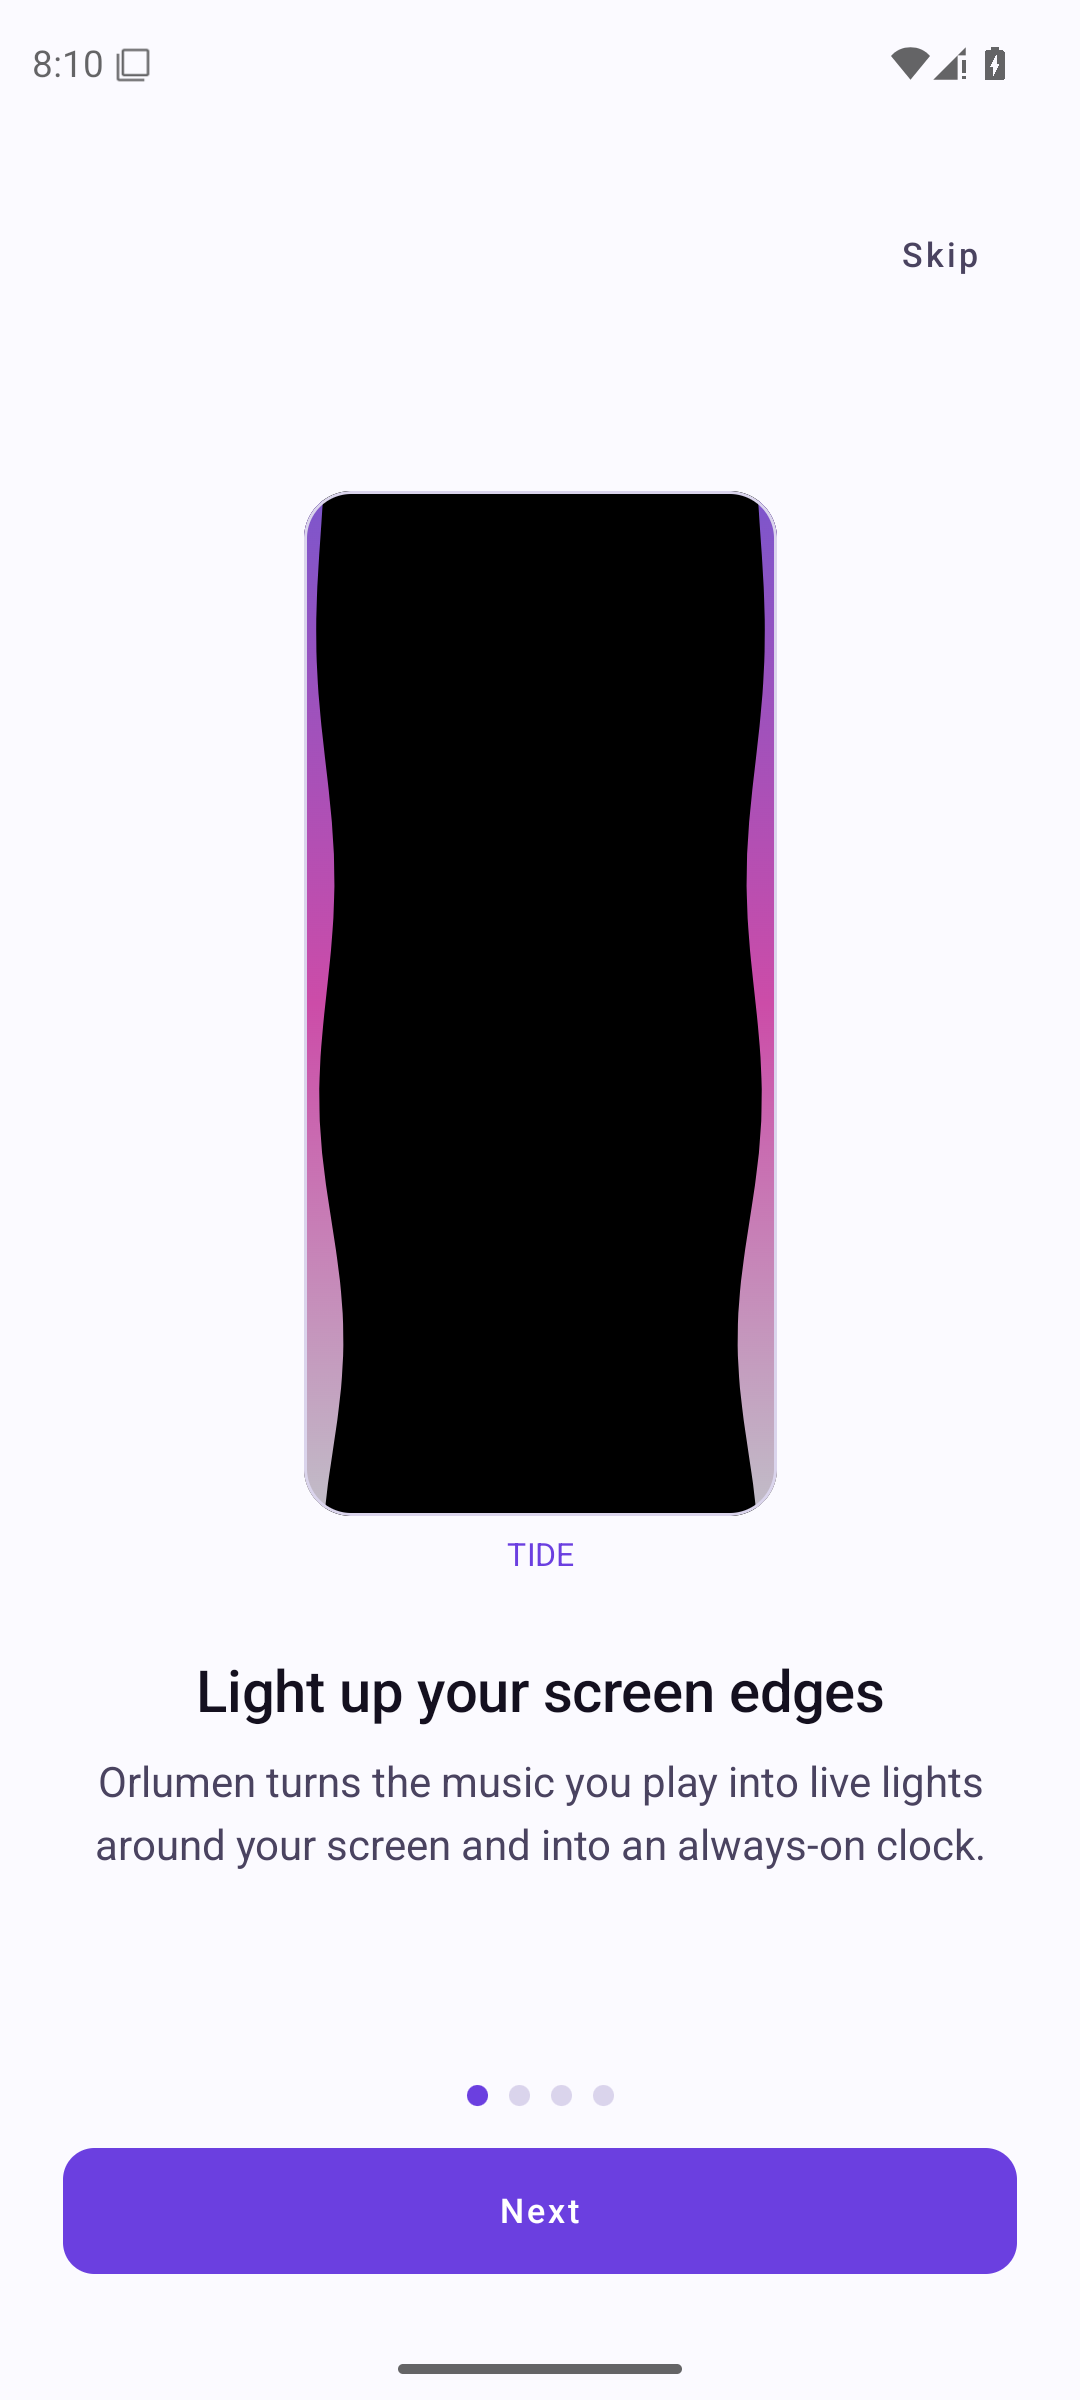 8:10
Skip
TIDE
Light up your screen edges
Orlumen turns the music you play into live lights
around your screen and into an always-on clock.
Next